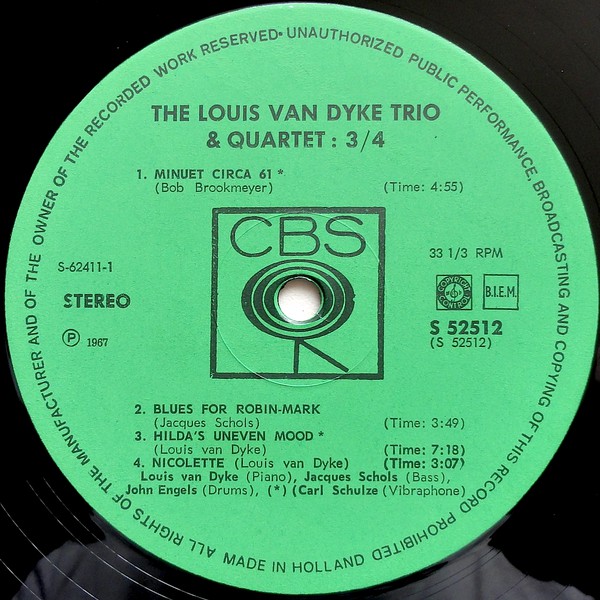 ALL RIGHTS OF THE MANUFACTURER AND OF THE OWNER OF THE RECORDED WORK RESERVED • UNAUTHORIZED PUBLIC PERFORMANCE, BROADCASTING AND COPYING OF THIS RECORD PROHIBITED
THE LOUIS VAN DYKE TRIO
& QUARTET : 3/4
1. MINUET CIRCA 61 *
(Bob Brookmeyer) (Time: 4:55)
CBS
S-62411-1
33 1/3 RPM
STEREO
COPYRIGHT CONTROL
B.I.E.M.
S 52512
(S 52512)
Ⓟ 1967
2. BLUES FOR ROBIN-MARK
(Jacques Schols) (Time: 3:49)
3. HILDA'S UNEVEN MOOD *
(Louis van Dyke) (Time: 7:18)
4. NICOLETTE (Louis van Dyke) (Time: 3:07)
Louis van Dyke (Piano), Jacques Schols (Bass),
John Engels (Drums), (*) (Carl Schulze (Vibraphone)
MADE IN HOLLAND